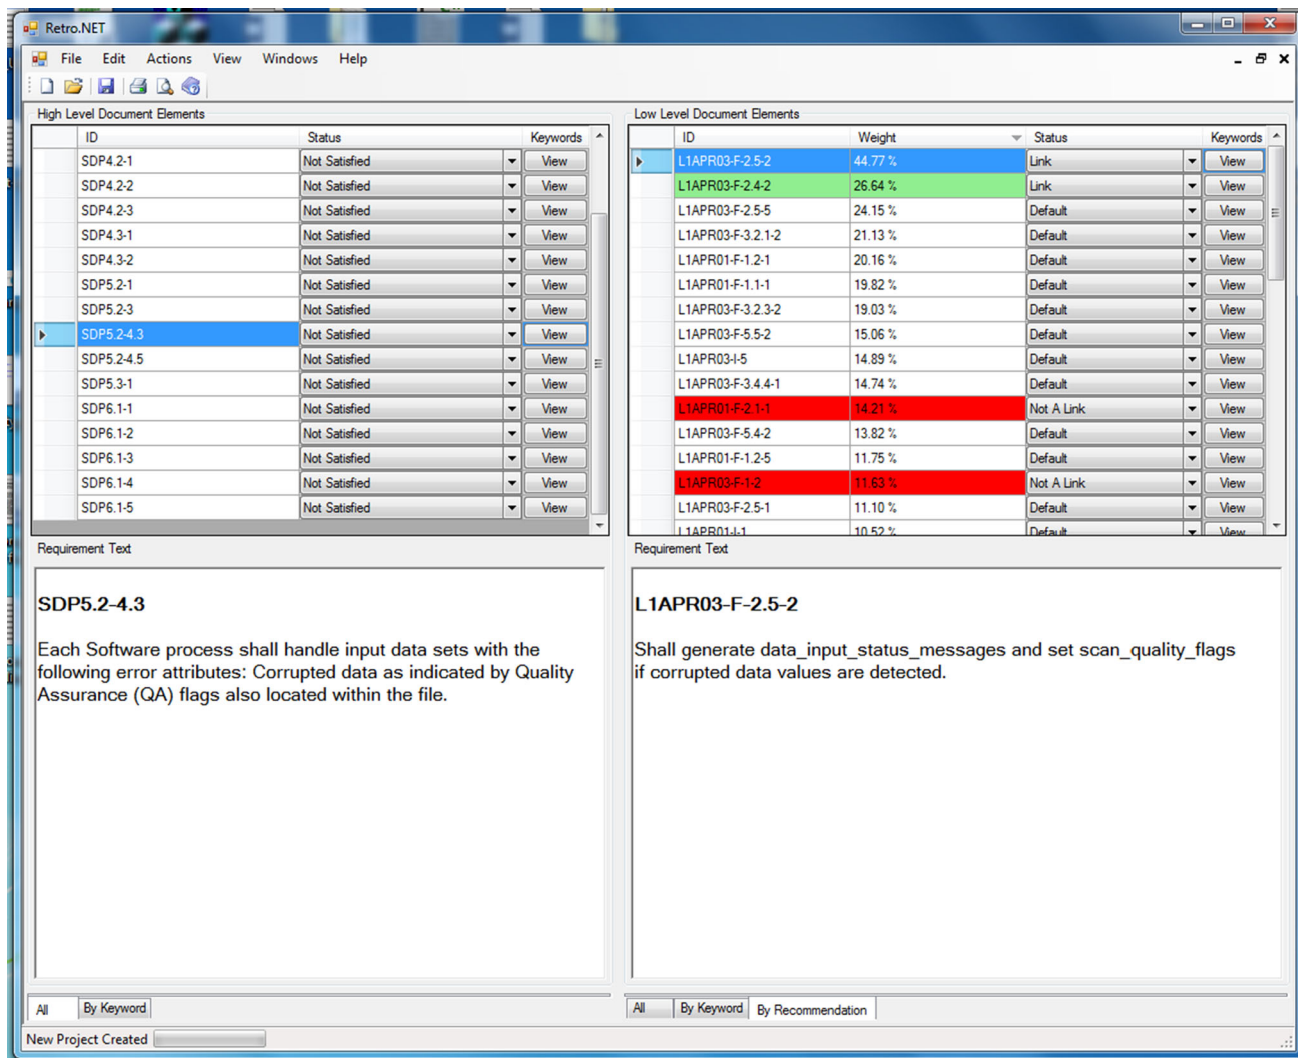 Retro.NET
File Edit Actions View Windows Help
High Level Document Elements
ID Status Keywords
SDP4.2-1 Not Satisfied View
SDP4.2-2 Not Satisfied View
SDP4.2-3 Not Satisfied View
SDP4.3-1 Not Satisfied View
SDP4.3-2 Not Satisfied View
SDP5.2-1 Not Satisfied View
SDP5.2-3 Not Satisfied View
SDP5.2-4.3 Not Satisfied View
SDP5.2-4.5 Not Satisfied View
SDP5.3-1 Not Satisfied View
SDP6.1-1 Not Satisfied View
SDP6.1-2 Not Satisfied View
SDP6.1-3 Not Satisfied View
SDP6.1-4 Not Satisfied View
SDP6.1-5 Not Satisfied View
Requirement Text
SDP5.2-4.3
Each Software process shall handle input data sets with the
following error attributes: Corrupted data as indicated by Quality
Assurance (QA) flags also located within the file.
All By Keyword
Low Level Document Elements
ID Weight Status Keywords
L1APR03-F-2.5-2 44.77 % Link View
L1APR03-F-2.4-2 26.64 % Link View
L1APR03-F-2.5-5 24.15 % Default View
L1APR03-F-3.2.1-2 21.13 % Default View
L1APR01-F-1.2-1 20.16 % Default View
L1APR01-F-1.1-1 19.82 % Default View
L1APR03-F-3.2.3-2 19.03 % Default View
L1APR03-F-5.5-2 15.06 % Default View
L1APR03-I-5 14.89 % Default View
L1APR03-F-3.4.4-1 14.74 % Default View
L1APR01-F-2.1-1 14.21 % Not A Link View
L1APR03-F-5.4-2 13.82 % Default View
L1APR01-F-1.2-5 11.75 % Default View
L1APR03-F-1-2 11.63 % Not A Link View
L1APR03-F-2.5-1 11.10 % Default View
L1APR01-I-1 10.52 % Default View
Requirement Text
L1APR03-F-2.5-2
Shall generate data_input_status_messages and set scan_quality_flags
if corrupted data values are detected.
All By Keyword By Recommendation
New Project Created